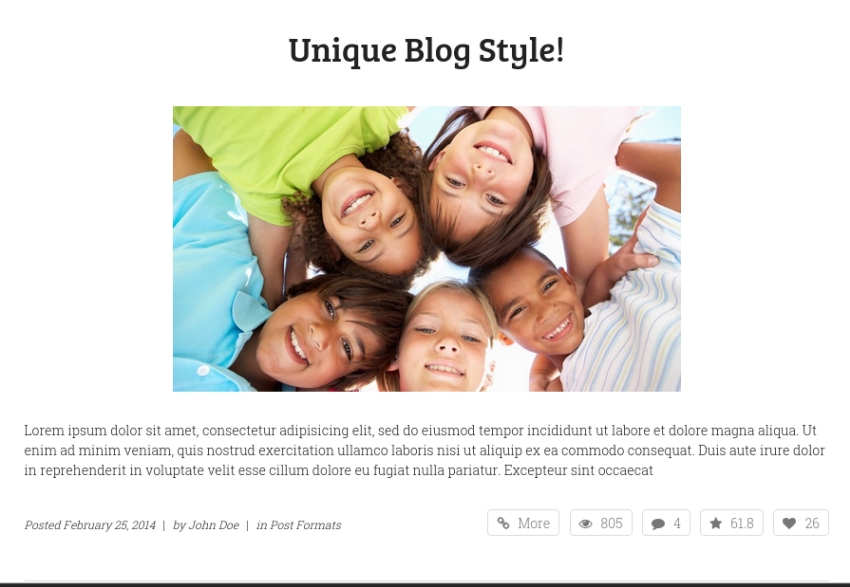 Unique Blog Style!
Lorem ipsum dolor sit amet, consectetur adipisicing elit, sed do eiusmod tempor incididunt ut labore et dolore magna aliqua. Ut
enim ad minim veniam, quis nostrud exercitation ullamco laboris nisi ut aliquip ex ea commodo consequat. Duis aute irure dolor
in reprehenderit in voluptate velit esse cillum dolore eu fugiat nulla pariatur. Excepteur sint occaecat
Posted February 25, 2014 | by John Doe | in Post Formats More 805 4 61.8 26